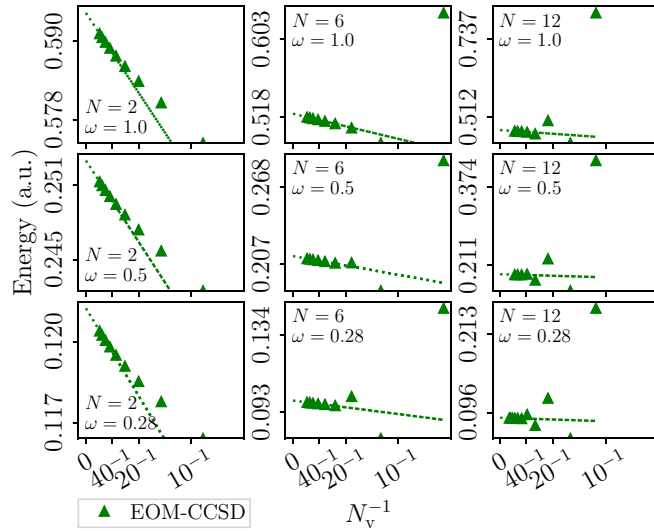 Energy (a.u.)
0.590
0.578
N = 2
ω = 1.0
0.603
0.518
N = 6
ω = 1.0
0.737
0.512
N = 12
ω = 1.0
0.251
0.245
N = 2
ω = 0.5
0.268
0.207
N = 6
ω = 0.5
0.374
0.211
N = 12
ω = 0.5
0.120
0.117
N = 2
ω = 0.28
0.134
0.093
N = 6
ω = 0.28
0.213
0.096
N = 12
ω = 0.28
0 40⁻¹ 20⁻¹ 10⁻¹
0 40⁻¹ 20⁻¹ 10⁻¹
0 40⁻¹ 20⁻¹ 10⁻¹
EOM-CCSD
N_v⁻¹